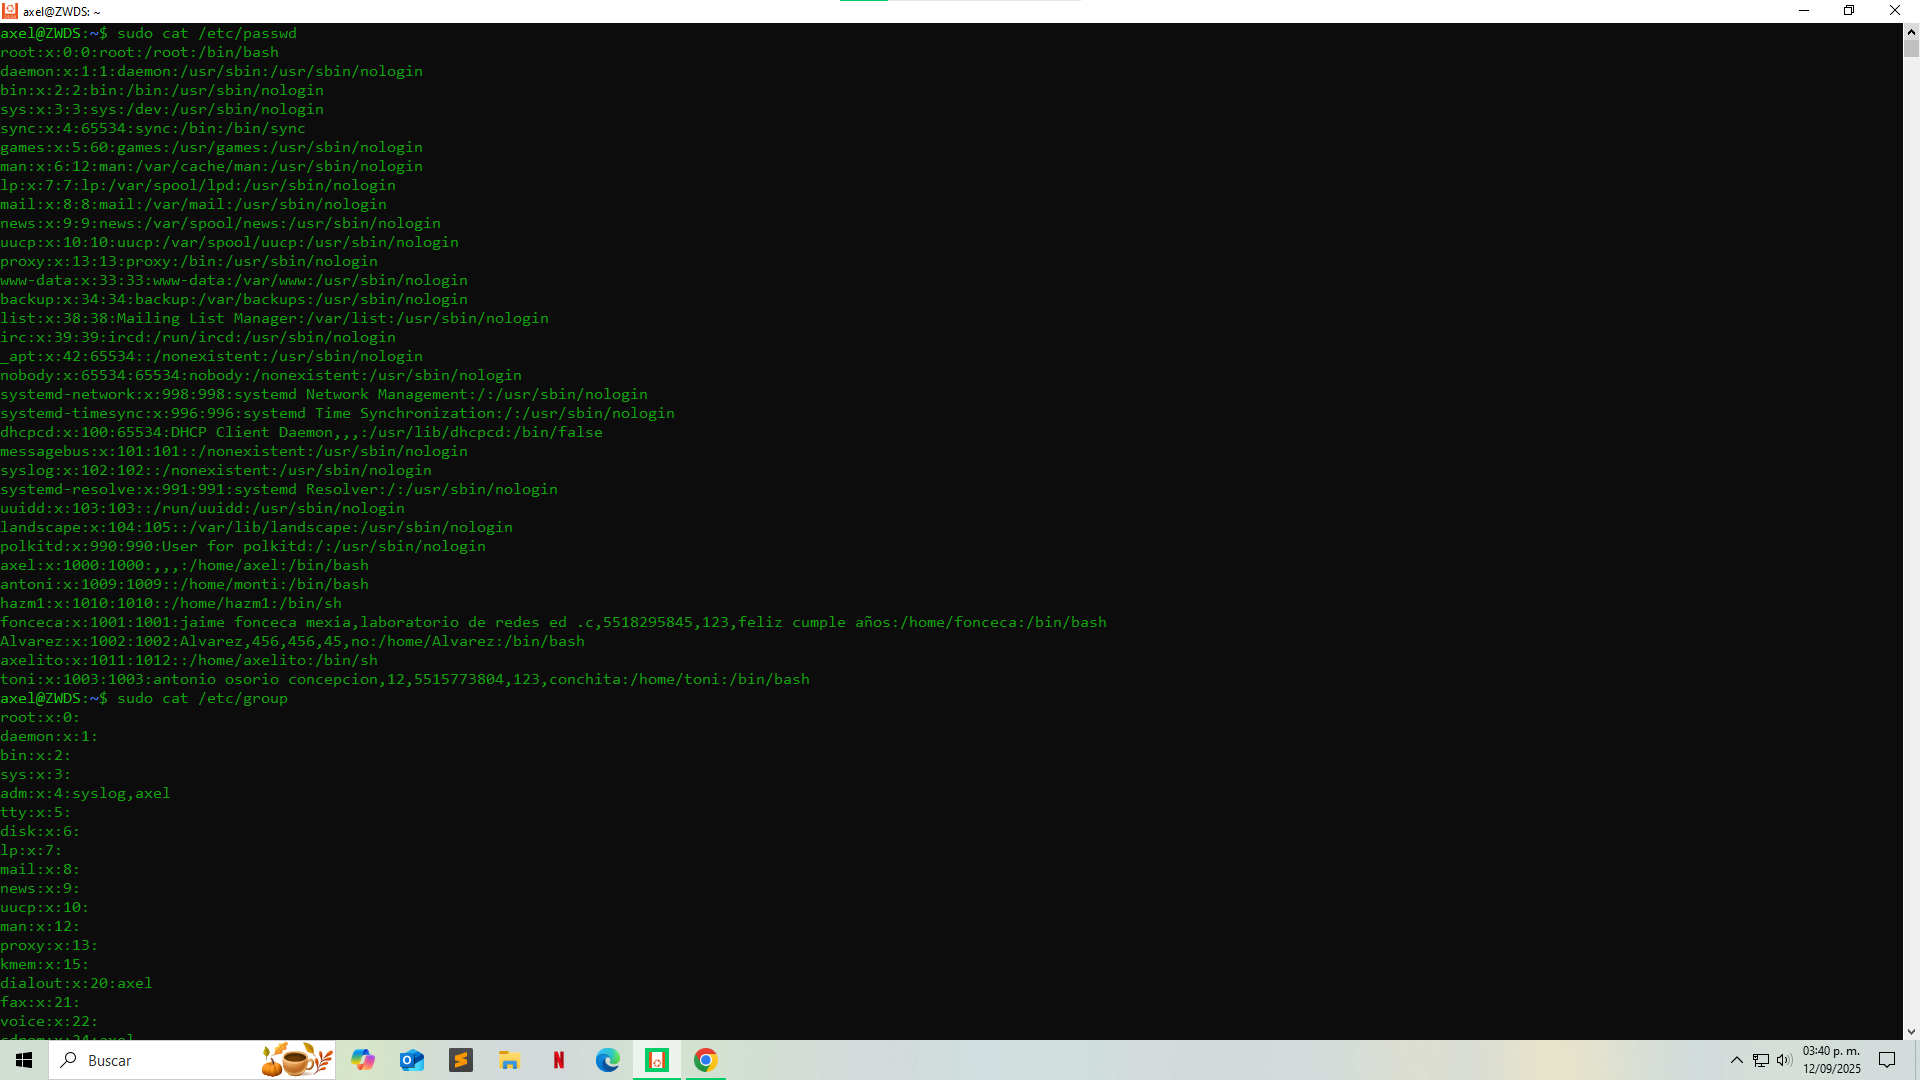 axel@ZWDS: ~
axel@ZWDS:~$ sudo cat /etc/passwd
root:x:0:0:root:/root:/bin/bash
daemon:x:1:1:daemon:/usr/sbin:/usr/sbin/nologin
bin:x:2:2:bin:/bin:/usr/sbin/nologin
sys:x:3:3:sys:/dev:/usr/sbin/nologin
sync:x:4:65534:sync:/bin:/bin/sync
games:x:5:60:games:/usr/games:/usr/sbin/nologin
man:x:6:12:man:/var/cache/man:/usr/sbin/nologin
lp:x:7:7:lp:/var/spool/lpd:/usr/sbin/nologin
mail:x:8:8:mail:/var/mail:/usr/sbin/nologin
news:x:9:9:news:/var/spool/news:/usr/sbin/nologin
uucp:x:10:10:uucp:/var/spool/uucp:/usr/sbin/nologin
proxy:x:13:13:proxy:/bin:/usr/sbin/nologin
www-data:x:33:33:www-data:/var/www:/usr/sbin/nologin
backup:x:34:34:backup:/var/backups:/usr/sbin/nologin
list:x:38:38:Mailing List Manager:/var/list:/usr/sbin/nologin
irc:x:39:39:ircd:/run/ircd:/usr/sbin/nologin
_apt:x:42:65534::/nonexistent:/usr/sbin/nologin
nobody:x:65534:65534:nobody:/nonexistent:/usr/sbin/nologin
systemd-network:x:998:998:systemd Network Management:/:/usr/sbin/nologin
systemd-timesync:x:996:996:systemd Time Synchronization:/:/usr/sbin/nologin
dhcpcd:x:100:65534:DHCP Client Daemon,,,:/usr/lib/dhcpcd:/bin/false
messagebus:x:101:101::/nonexistent:/usr/sbin/nologin
syslog:x:102:102::/nonexistent:/usr/sbin/nologin
systemd-resolve:x:991:991:systemd Resolver:/:/usr/sbin/nologin
uuidd:x:103:103::/run/uuidd:/usr/sbin/nologin
landscape:x:104:105::/var/lib/landscape:/usr/sbin/nologin
polkitd:x:990:990:User for polkitd:/:/usr/sbin/nologin
axel:x:1000:1000:,,,:/home/axel:/bin/bash
antoni:x:1009:1009::/home/monti:/bin/bash
hazm1:x:1010:1010::/home/hazm1:/bin/sh
fonceca:x:1001:1001:jaime fonceca mexia,laboratorio de redes ed .c,5518295845,123,feliz cumple años:/home/fonceca:/bin/bash
Alvarez:x:1002:1002:Alvarez,456,456,45,no:/home/Alvarez:/bin/bash
axelito:x:1011:1012::/home/axelito:/bin/sh
toni:x:1003:1003:antonio osorio concepcion,12,5515773804,123,conchita:/home/toni:/bin/bash
axel@ZWDS:~$ sudo cat /etc/group
root:x:0:
daemon:x:1:
bin:x:2:
sys:x:3:
adm:x:4:syslog,axel
tty:x:5:
disk:x:6:
lp:x:7:
mail:x:8:
news:x:9:
uucp:x:10:
man:x:12:
proxy:x:13:
kmem:x:15:
dialout:x:20:axel
fax:x:21:
voice:x:22:
cdrom:x:24:axel
Buscar
03:40 p. m.
12/09/2025